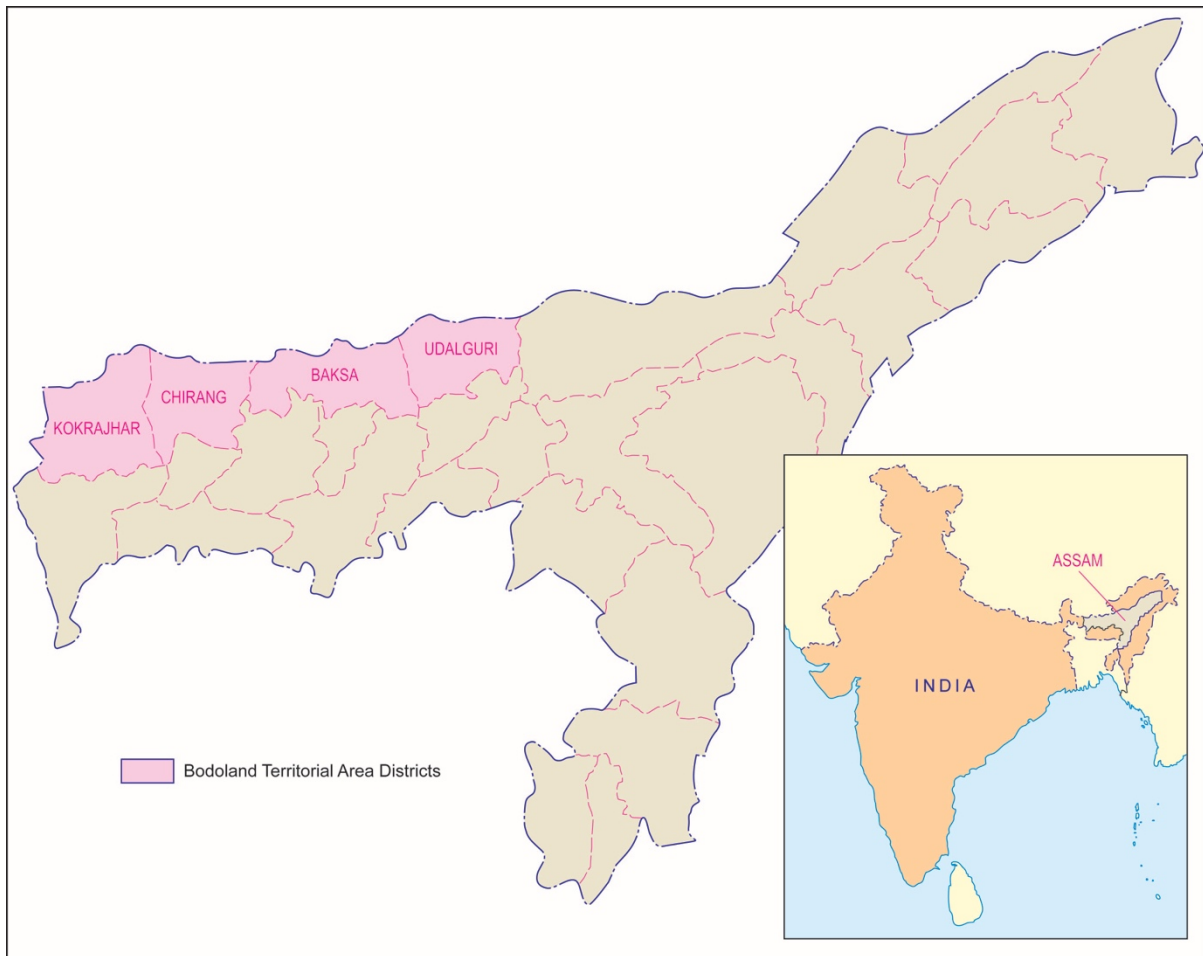 UDALGURI
BAKSA
CHIRANG
KOKRAJHAR
ASSAM
INDIA
Bodoland Territorial Area Districts